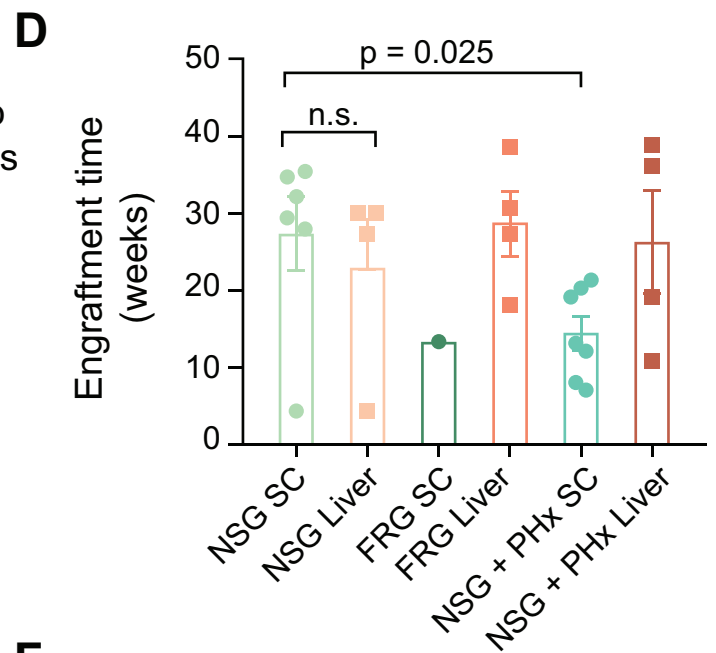 D
s
p = 0.025
n.s.
Engraftment time
(weeks)
50
40
30
20
10
0
NSG SC
NSG Liver
FRG SC
FRG Liver
NSG + PHx SC
NSG + PHx Liver